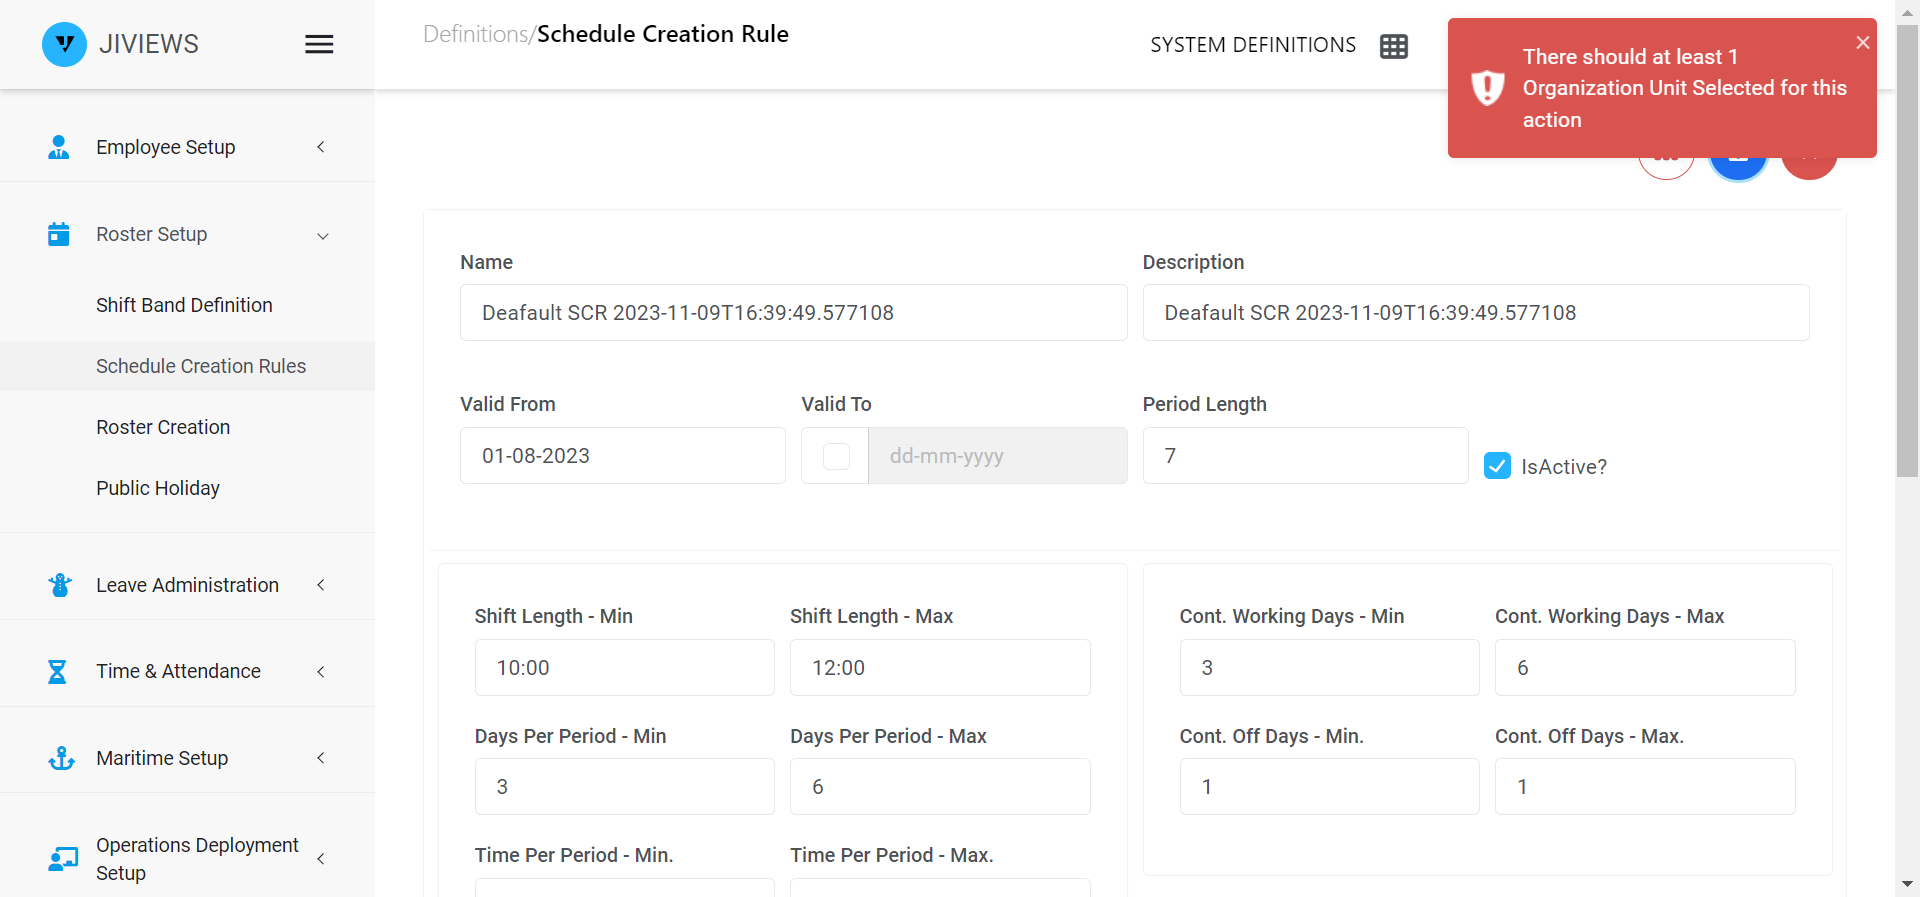 JIVIEWS
Definitions/Schedule Creation Rule
SYSTEM DEFINITIONS
There should at least 1
Organization Unit Selected for this
action
Employee Setup
Roster Setup
Shift Band Definition
Schedule Creation Rules
Roster Creation
Public Holiday
Leave Administration
Time & Attendance
Maritime Setup
Operations Deployment
Setup
Name
Description
Deafault SCR 2023-11-09T16:39:49.577108
Deafault SCR 2023-11-09T16:39:49.577108
Valid From
Valid To
Period Length
01-08-2023
dd-mm-yyyy
7
IsActive?
Shift Length - Min
Shift Length - Max
10:00
12:00
Days Per Period - Min
Days Per Period - Max
3
6
Time Per Period - Min.
Time Per Period - Max.
Cont. Working Days - Min
Cont. Working Days - Max
3
6
Cont. Off Days - Min.
Cont. Off Days - Max.
1
1